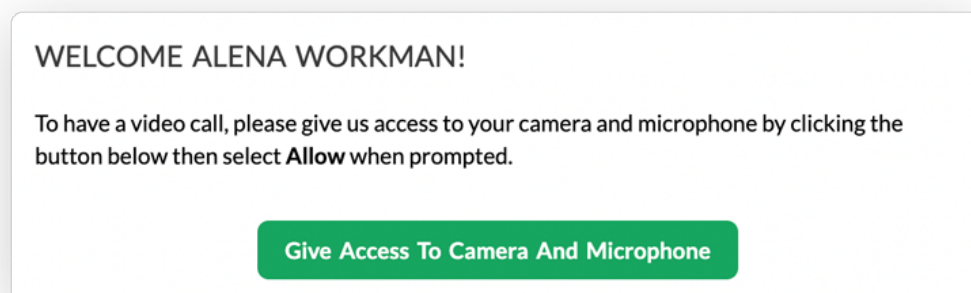 WELCOME ALENA WORKMAN!
To have a video call, please give us access to your camera and microphone by clicking the
button below then select Allow when prompted.
Give Access To Camera And Microphone